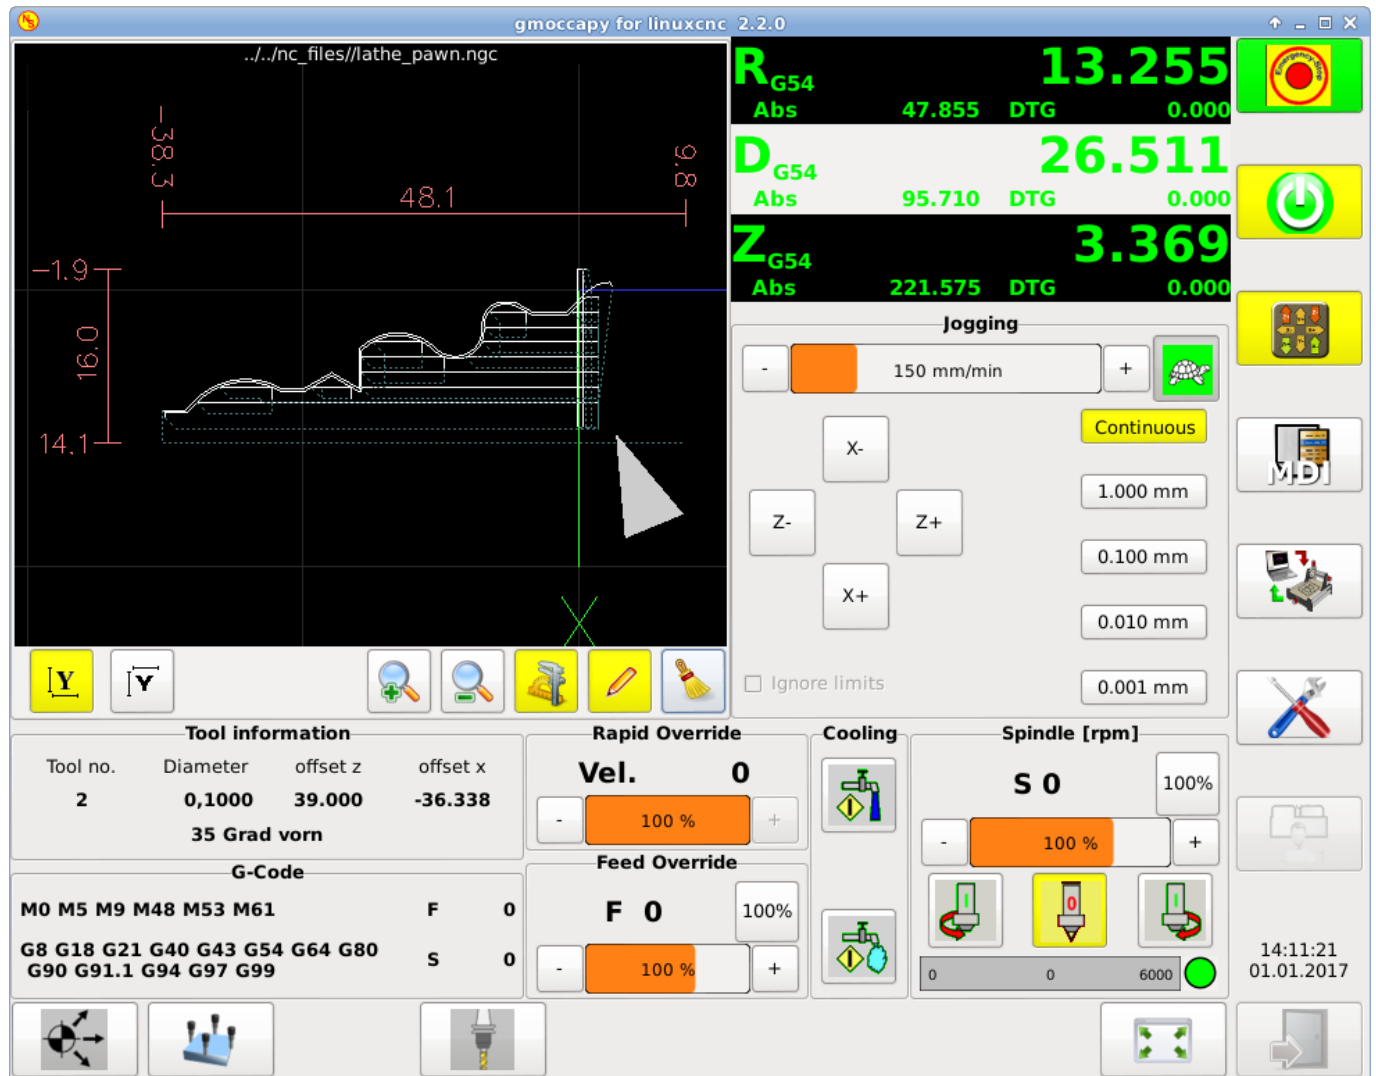 gmoccapy for linuxcnc 2.2.0
../../nc_files//lathe_pawn.ngc
-38.3
9.8
48.1
-1.9
16.0
14.1
X
R G54 13.255
Abs 47.855 DTG 0.000
D G54 26.511
Abs 95.710 DTG 0.000
Z G54 3.369
Abs 221.575 DTG 0.000
Emergency-Stop
Jogging
- 150 mm/min +
Continuous
X-
1.000 mm
Z- Z+
0.100 mm
X+
0.010 mm
Ignore limits
0.001 mm
MDI
Y Y
Tool information
Tool no. Diameter offset z offset x
2 0,1000 39.000 -36.338
35 Grad vorn
G-Code
M0 M5 M9 M48 M53 M61 F 0
G8 G18 G21 G40 G43 G54 G64 G80
G90 G91.1 G94 G97 G99
S 0
Rapid Override
Vel. 0
- 100 % +
Feed Override
F 0 100%
- 100 % +
Cooling
Spindle [rpm]
S 0 100%
- 100 % +
I 0 I
0 0 6000
14:11:21
01.01.2017